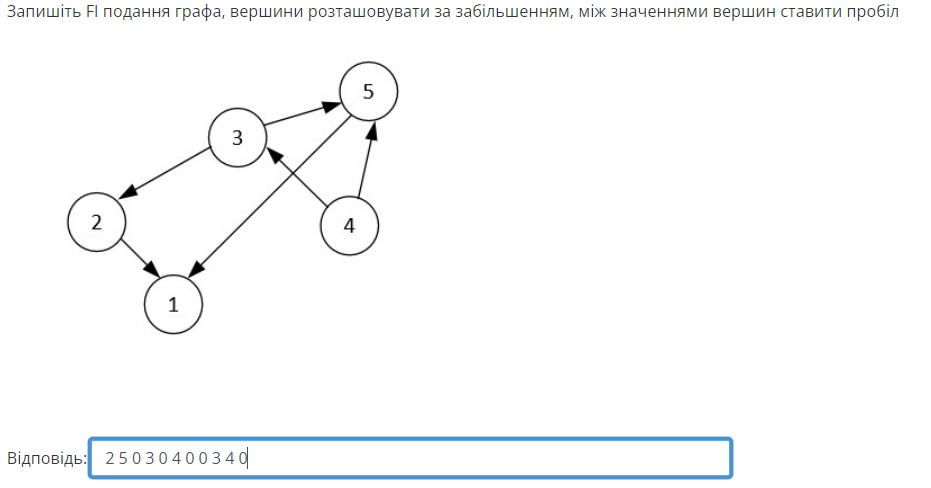 Запишіть FI подання графа, вершини розташовувати за забільшенням, між значеннями вершин ставити пробіл
5
3
2
4
1
Відповідь: 2 5 0 3 0 4 0 0 3 4 0